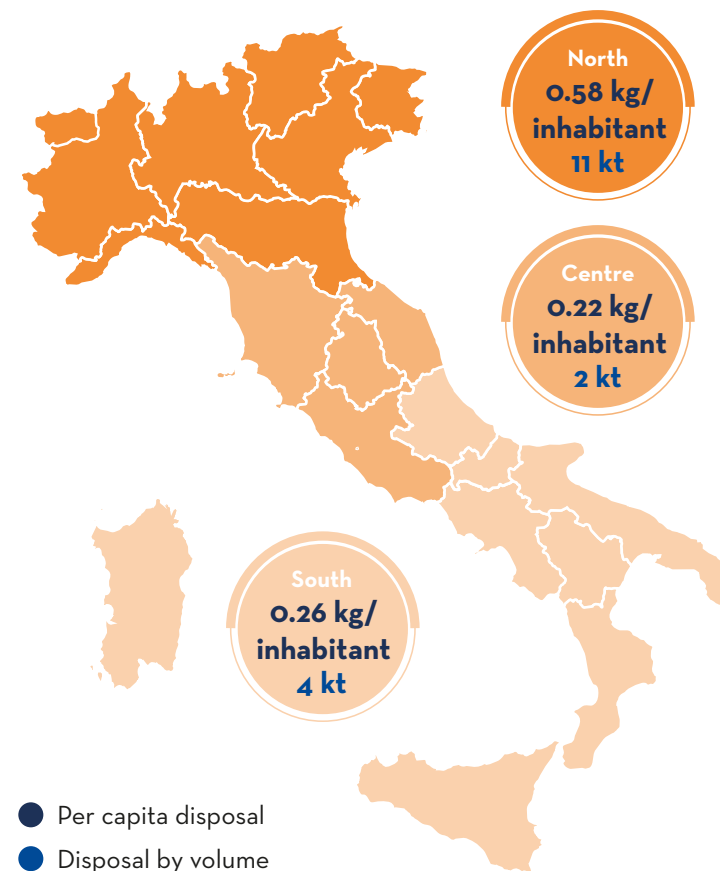 North
0.58 kg/
inhabitant
11 kt
Centre
0.22 kg/
inhabitant
2 kt
South
0.26 kg/
inhabitant
4 kt
Per capita disposal
Disposal by volume